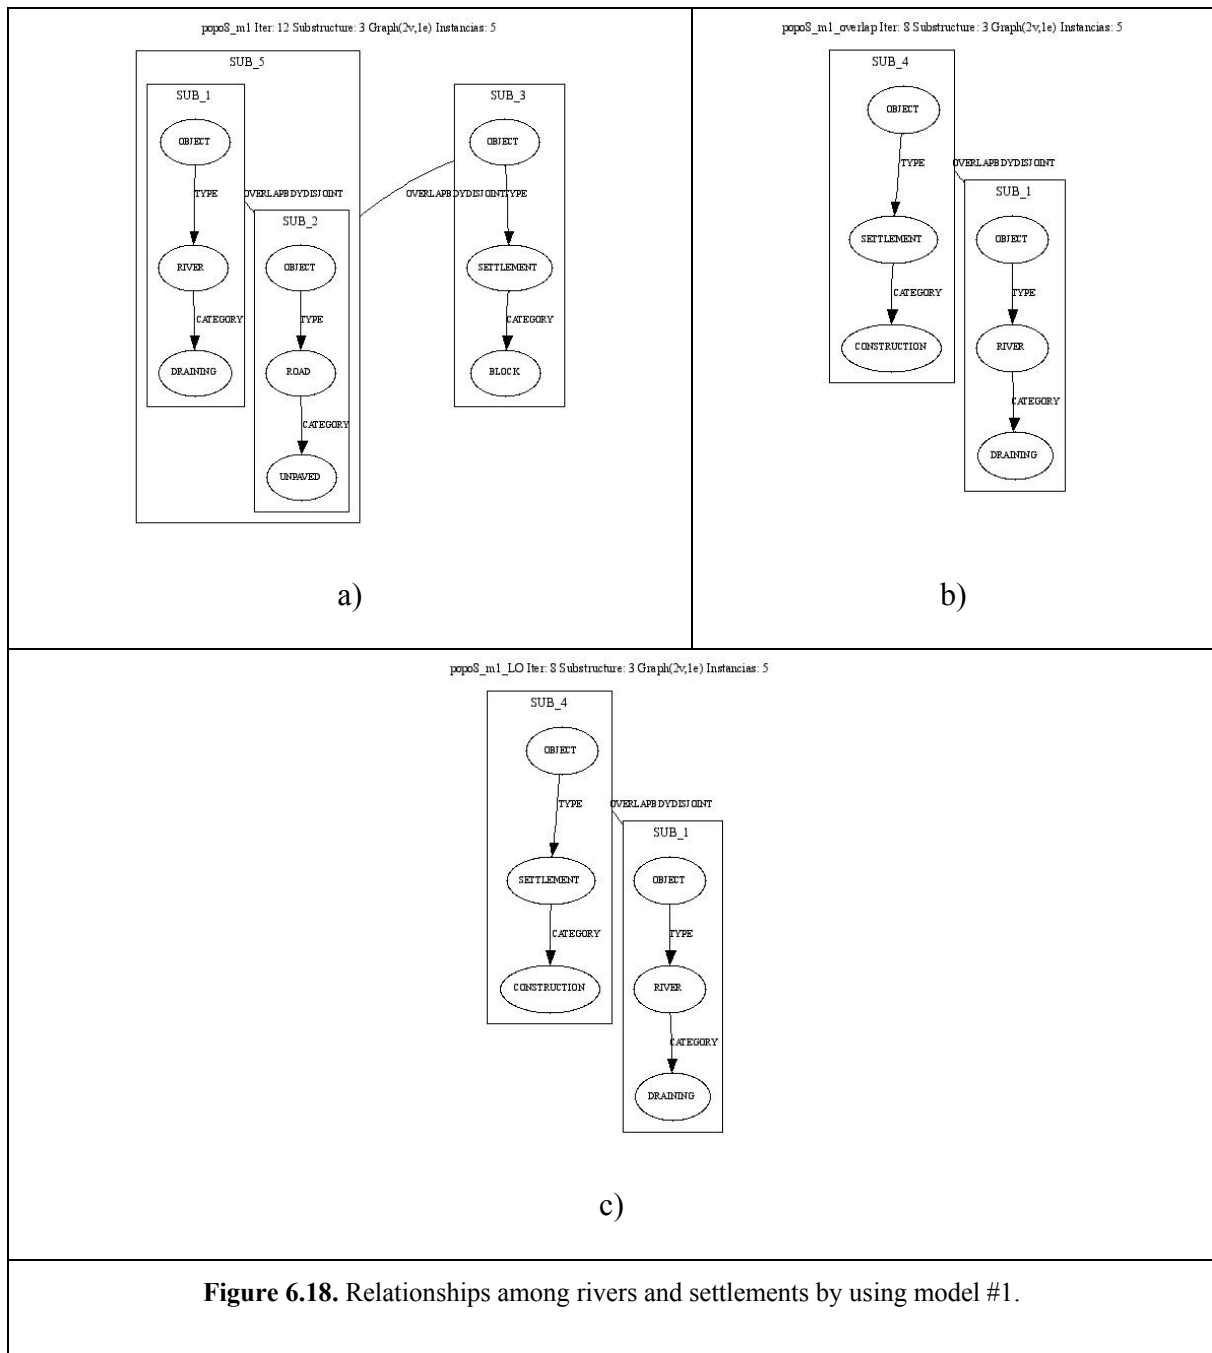 popo8_m1 Iter: 12 Substructure: 3 Graph(2v,1e) Instancias: 5
SUB_5
SUB_1
OBJECT
TYPE
RIVER
CATEGORY
DRAINING
OVERLAPBDYDISJOINT
SUB_2
OBJECT
TYPE
ROAD
CATEGORY
UNPAVED
OVERLAPBDYDISJOINT
SUB_3
OBJECT
TYPE
SETTLEMENT
CATEGORY
BLOCK
a)
popo8_m1_overlap Iter: 8 Substructure: 3 Graph(2v,1e) Instancias: 5
SUB_4
OBJECT
TYPE
SETTLEMENT
CATEGORY
CONSTRUCTION
OVERLAPBDYDISJOINT
SUB_1
OBJECT
TYPE
RIVER
CATEGORY
DRAINING
b)
popo8_m1_LO Iter: 8 Substructure: 3 Graph(2v,1e) Instancias: 5
SUB_4
OBJECT
TYPE
SETTLEMENT
CATEGORY
CONSTRUCTION
OVERLAPBDYDISJOINT
SUB_1
OBJECT
TYPE
RIVER
CATEGORY
DRAINING
c)
Figure 6.18. Relationships among rivers and settlements by using model #1.